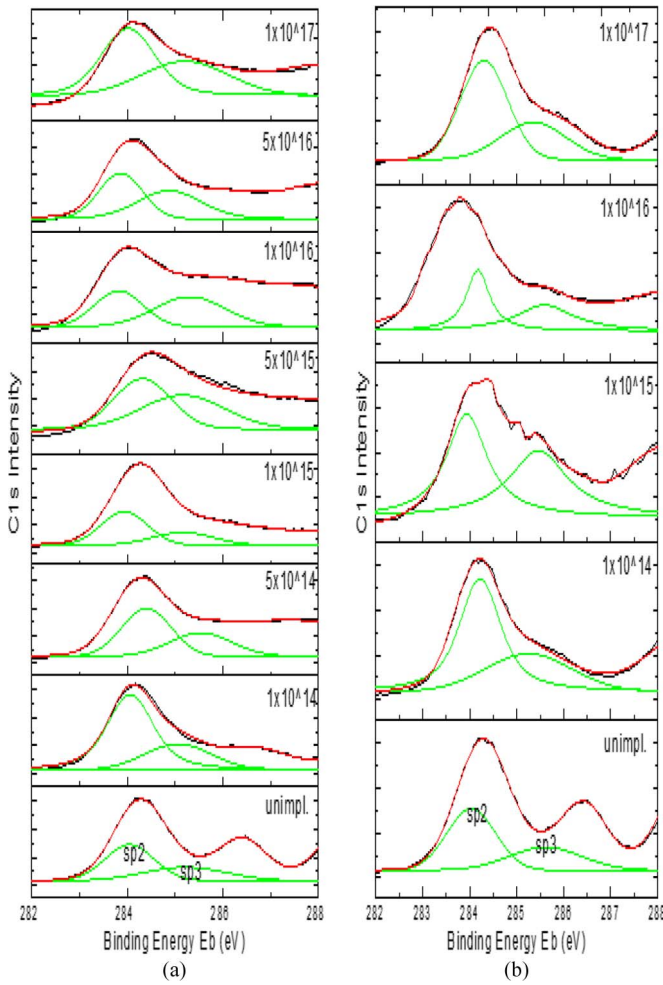 1x10^17
5x10^16
1x10^16
5x10^15
1x10^15
5x10^14
1x10^14
unimpl.
sp2
sp3
C1s Intensity
282 284 286 288
Binding Energy Eb (eV)
(a)
1x10^17
1x10^16
1x10^15
1x10^14
unimpl.
sp2
sp3
C1s Intensity
282 283 284 285 286 287 288
Binding Energy Eb (eV)
(b)